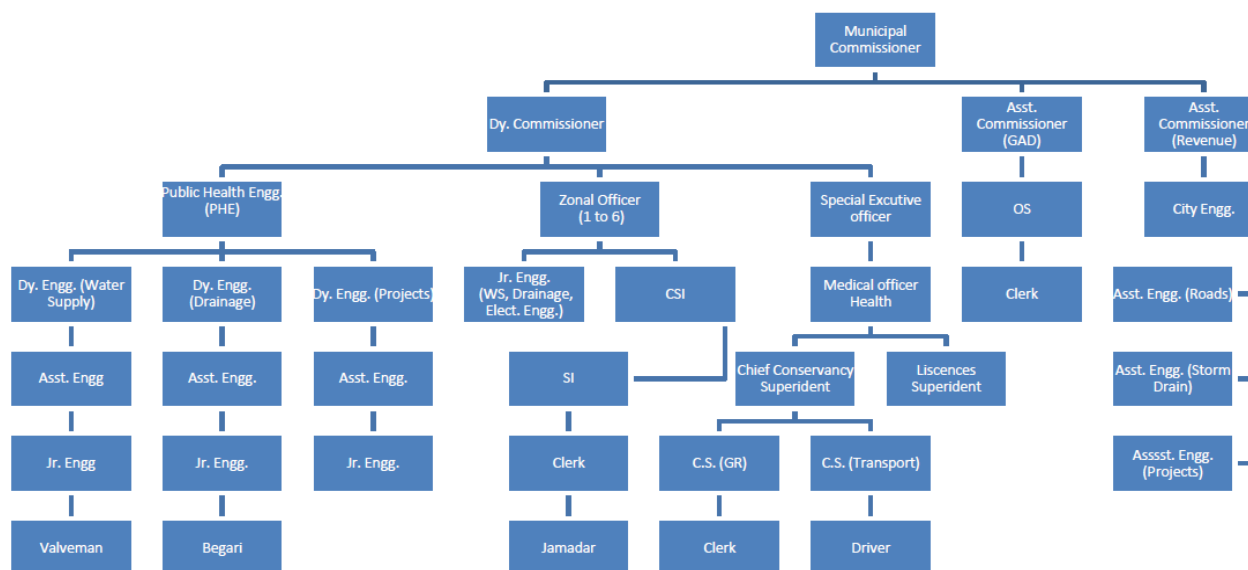 Municipal
Commissioner
Dy. Commissioner
Asst.
Commissioner
(GAD)
Asst.
Commissioner
(Revenue)
Public Health Engg.
(PHE)
Zonal Officer
(1 to 6)
Special Excutive
officer
OS
City Engg.
Dy. Engg. (Water
Supply)
Dy. Engg.
(Drainage)
Dy. Engg. (Projects)
Jr. Engg.
(WS, Drainage,
Elect. Engg.)
CSI
Medical officer
Health
Clerk
Asst. Engg. (Roads)
Asst. Engg
Asst. Engg.
Asst. Engg.
SI
Chief Conservancy
Superident
Liscences
Superident
Asst. Engg. (Storm
Drain)
Jr. Engg
Jr. Engg.
Jr. Engg.
Clerk
C.S. (GR)
C.S. (Transport)
Asssst. Engg.
(Projects)
Valveman
Begari
Jamadar
Clerk
Driver